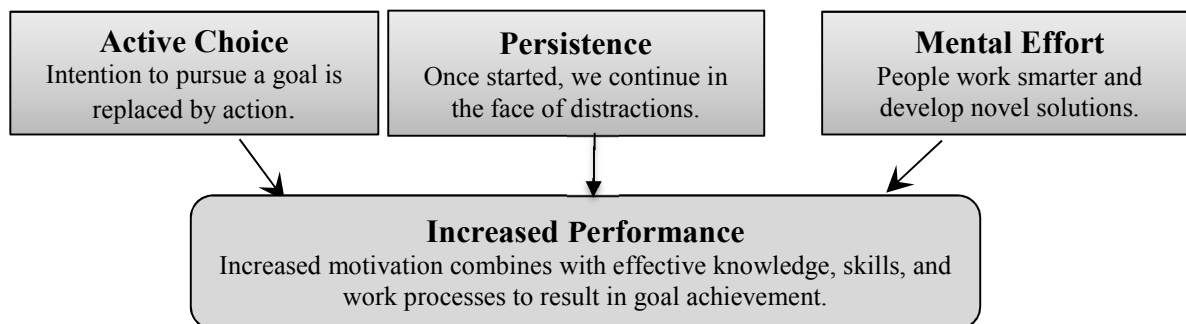 Active Choice
Intention to pursue a goal is
replaced by action.
Persistence
Once started, we continue in
the face of distractions.
Mental Effort
People work smarter and
develop novel solutions.
Increased Performance
Increased motivation combines with effective knowledge, skills, and
work processes to result in goal achievement.